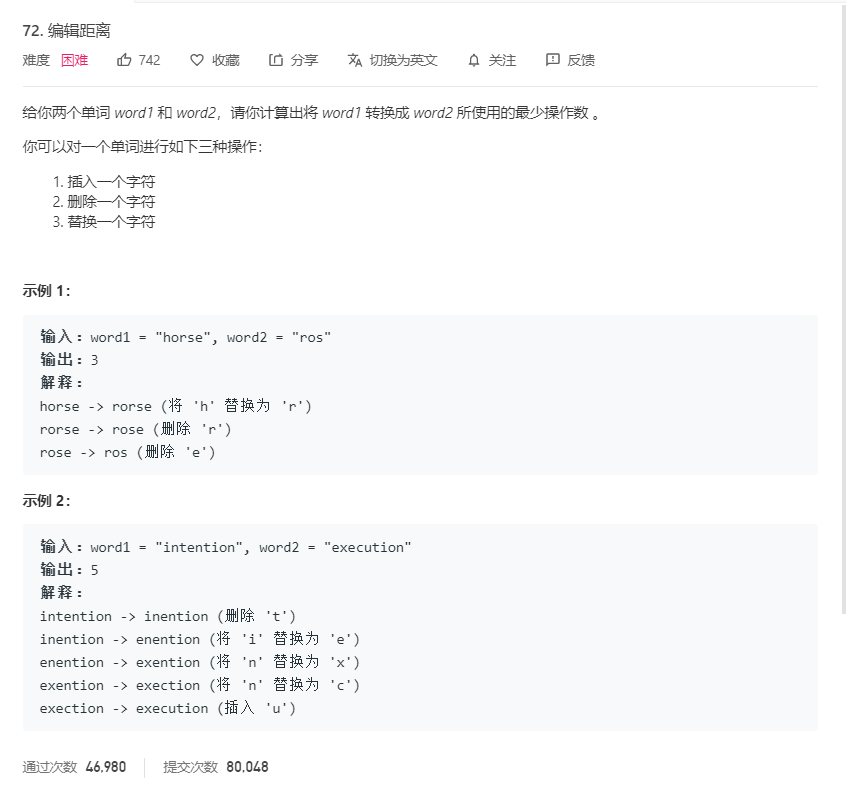 72. 编辑距离
难度 困难 742 收藏 分享 切换为英文 关注 反馈
给你两个单词 word1 和 word2，请你计算出将 word1 转换成 word2 所使用的最少操作数 。
你可以对一个单词进行如下三种操作：
1. 插入一个字符
2. 删除一个字符
3. 替换一个字符
示例 1：
输入：word1 = "horse", word2 = "ros"
输出：3
解释：
horse -> rorse (将 'h' 替换为 'r')
rorse -> rose (删除 'r')
rose -> ros (删除 'e')
示例 2：
输入：word1 = "intention", word2 = "execution"
输出：5
解释：
intention -> inention (删除 't')
inention -> enention (将 'i' 替换为 'e')
enention -> exention (将 'n' 替换为 'x')
exention -> exection (将 'n' 替换为 'c')
exection -> execution (插入 'u')
通过次数 46,980 提交次数 80,048